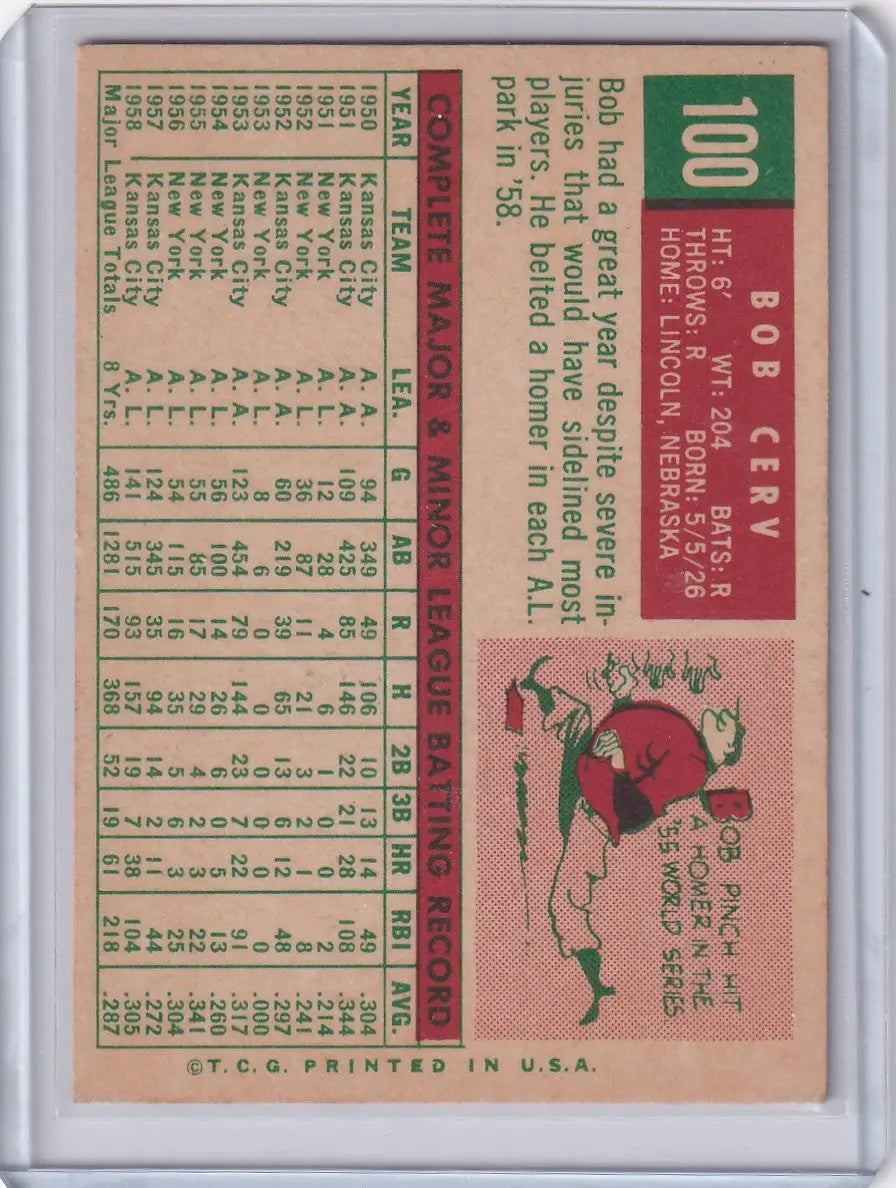 100
BOB CERV
HT: 6' WT: 204 BATS: R
THROWS: R BORN: 5/5/26
HOME: LINCOLN, NEBRASKA
Bob had a great year despite severe in-
juries that would have sidelined most
players. He belted a homer in each A.L.
park in '58.
BOB PINCH HIT
A HOMER IN THE
'55 WORLD SERIES
COMPLETE MAJOR & MINOR LEAGUE BATTING RECORD
YEAR TEAM LEA. G AB R H 2B 3B HR RBI AVG.
1950 Kansas City A. A. 94 349 49 106 10 13 14 49 .304
1951 Kansas City A. A. 109 425 85 146 22 21 28 108 .344
1951 New York A. L. 12 28 4 6 1 0 0 2 .214
1952 New York A. L. 36 87 11 21 3 2 1 8 .241
1952 Kansas City A. A. 60 219 39 65 13 6 12 48 .297
1953 New York A. L. 8 6 0 0 0 0 0 0 .000
1953 Kansas City A. A. 123 454 79 144 23 7 22 91 .317
1954 New York A. L. 56 100 14 26 6 0 5 13 .260
1955 New York A. L. 55 85 17 29 4 2 3 22 .341
1956 New York A. L. 54 115 16 35 5 6 3 25 .304
1957 Kansas City A. L. 124 345 35 94 14 2 11 44 .272
1958 Kansas City A. L. 141 515 93 157 19 7 38 104 .305
Major League Totals 8 Yrs. 486 1281 170 368 52 19 61 218 .287
©T. C. G. PRINTED IN U.S.A.